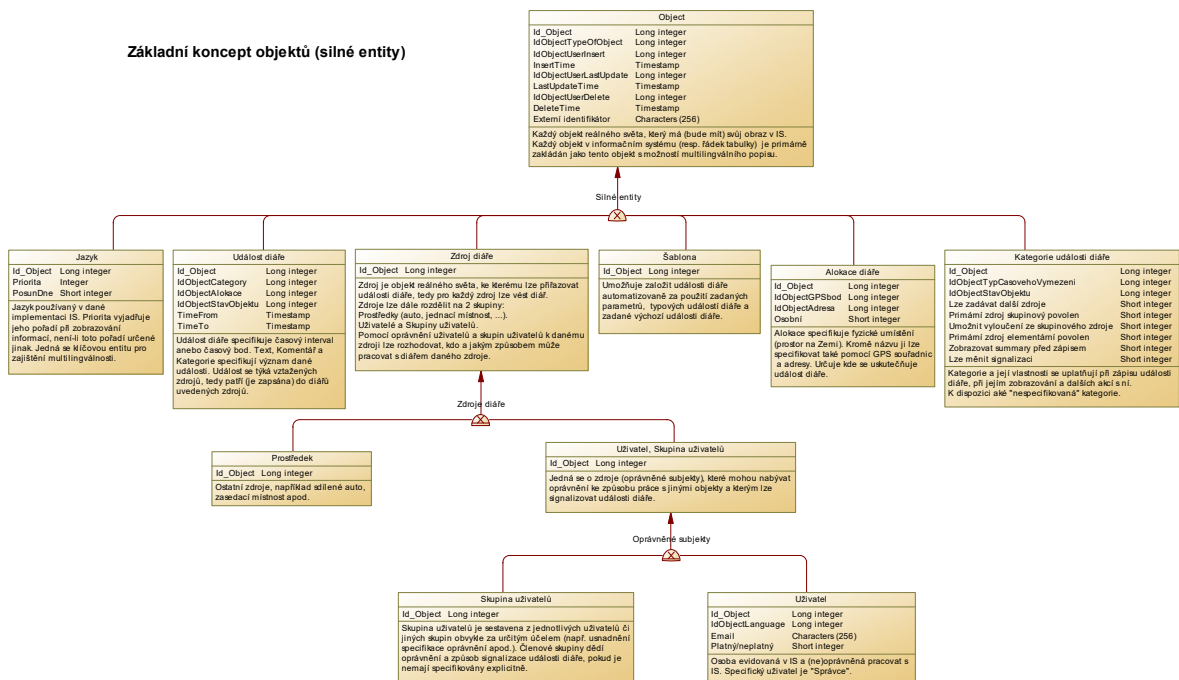 Základní koncept objektů (silné entity)
Object
Id_Object Long integer
IdObjectTypeOfObject Long integer
IdObjectUserInsert Long integer
InsertTime Timestamp
IdObjectUserLastUpdate Long integer
LastUpdateTime Timestamp
IdObjectUserDelete Long integer
DeleteTime Timestamp
Externí identifikátor Characters (256)
Každý objekt reálného světa, který má (bude mít) svůj obraz v IS.
Každý objekt v informačním systému (resp. řádek tabulky) je primárně
zakládán jako tento objekt s možností multilingválního popisu.
Silné entity
Jazyk
Id_Object Long integer
Priorita Integer
PosunDne Short integer
Jazyk používaný v dané
implementaci IS. Priorita vyjadřuje
jeho pořadí při zobrazování
informací, není-li toto pořadí určené
jinak. Jedná se klíčovou entitu pro
zajištění multilingválnosti.
Událost diáře
Id_Object Long integer
IdObjectCategory Long integer
IdObjectAlokace Long integer
IdObjectStavObjektu Long integer
TimeFrom Timestamp
TimeTo Timestamp
Událost diáře specifikuje časový interval
anebo časový bod. Text, Komentář a
Kategorie specifikují význam dané
události. Událost se týká vztažených
zdrojů, tedy patří (je zapsána) do diářů
uvedených zdrojů.
Zdroj diáře
Id_Object Long integer
Zdroj je objekt reálného světa, ke kterému lze přiřazovat
události diáře, tedy pro každý zdroj lze vést diář.
Zdroje lze dále rozdělit na 2 skupiny:
Prostředky (auto, jednací místnost, ...).
Uživatelé a Skupiny uživatelů.
Pomocí oprávnění uživatelů a skupin uživatelů k danému
zdroji lze rozhodovat, kdo a jakým způsobem může
pracovat s diářem daného zdroje.
Šablona
Id_Object Long integer
Umožňuje založit události diáře
automatizovaně za použití zadaných
parametrů, typových událostí diáře a
zadané výchozí události diáře.
Alokace diáře
Id_Object Long integer
IdObjectGPSbod Long integer
IdObjectAdresa Long integer
Osobní Short integer
Alokace specifikuje fyzické umístění
(prostor na Zemi). Kromě názvu ji lze
specifikovat také pomocí GPS souřadnic
a adresy. Určuje kde se uskutečňuje
událost diáře.
Kategorie události diáře
Id_Object Long integer
IdObjectTypCasovehoVymezeni Long integer
IdObjectStavObjektu Long integer
Lze zadávat další zdroje Short integer
Primární zdroj skupinový povolen Short integer
Umožnit vyloučení ze skupinového zdroje Short integer
Primární zdroj elementární povolen Short integer
Zobrazovat summary před zápisem Short integer
Lze měnit signalizaci Short integer
Kategorie a její vlastnosti se uplatňují při zápisu události
diáře, při jejím zobrazování a dalších akcí s ní.
K dispozici aké "nespecifikovaná" kategorie.
Zdroje diáře
Prostředek
Id_Object Long integer
Ostatní zdroje, například sdílené auto,
zasedací místnost apod.
Uživatel, Skupina uživatelů
Id_Object Long integer
Jedná se o zdroje (oprávněné subjekty), které mohou nabývat
oprávnění ke způsobu práce s jinými objekty a kterým lze
signalizovat události diáře.
Oprávněné subjekty
Skupina uživatelů
Id_Object Long integer
Skupina uživatelů je sestavena z jednotlivých uživatelů či
jiných skupin obvykle za určitým účelem (např. usnadnění
specifikace oprávnění apod.). Členové skupiny dědí
oprávnění a způsob signalizace události diáře, pokud je
nemají specifikovány explicitně.
Uživatel
Id_Object Long integer
IdObjectLanguage Long integer
Email Characters (256)
Platný/neplatný Short integer
Osoba evidovaná v IS a (ne)oprávněná pracovat s
IS. Specifický uživatel je "Správce".